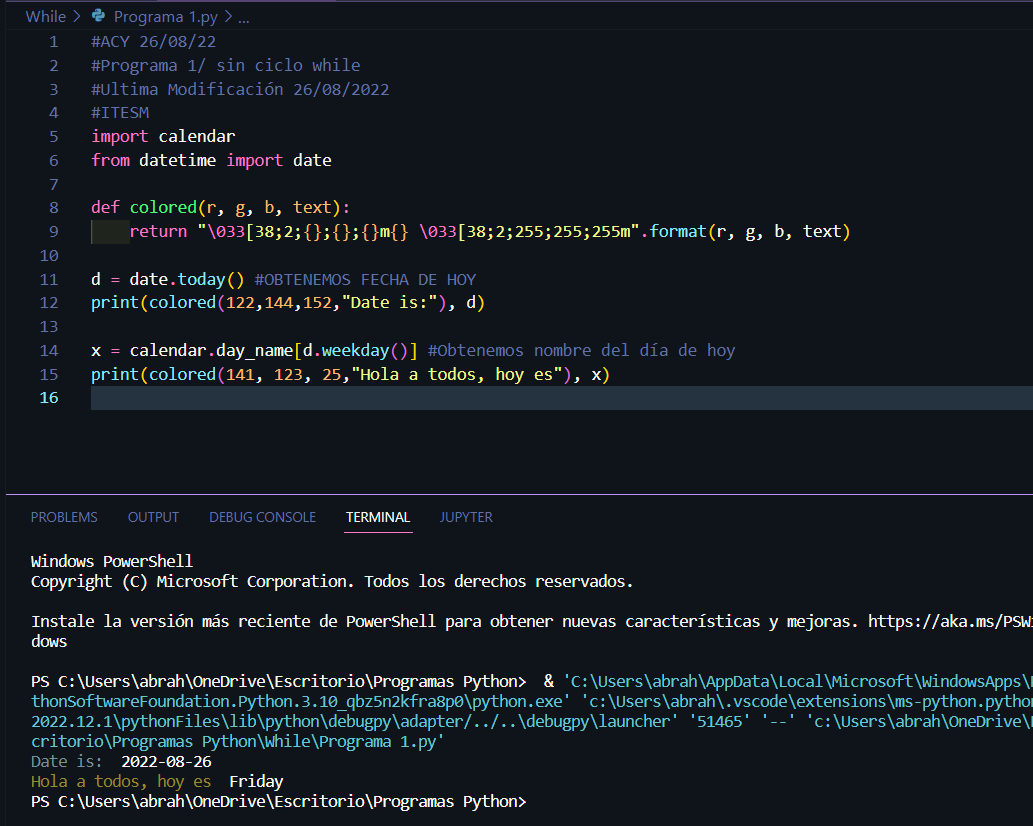 While > Programa 1.py > ...
1 #ACY 26/08/22
2 #Programa 1/ sin ciclo while
3 #Ultima Modificación 26/08/2022
4 #ITESM
5 import calendar
6 from datetime import date
7
8 def colored(r, g, b, text):
9     return "\033[38;2;{};{};{}m{} \033[38;2;255;255;255m".format(r, g, b, text)
10
11 d = date.today() #OBTENEMOS FECHA DE HOY
12 print(colored(122,144,152,"Date is:"), d)
13
14 x = calendar.day_name[d.weekday()] #Obtenemos nombre del día de hoy
15 print(colored(141, 123, 25,"Hola a todos, hoy es"), x)
16
PROBLEMS OUTPUT DEBUG CONSOLE TERMINAL JUPYTER
Windows PowerShell
Copyright (C) Microsoft Corporation. Todos los derechos reservados.
Instale la versión más reciente de PowerShell para obtener nuevas características y mejoras. https://aka.ms/PSWi
dows
PS C:\Users\abrah\OneDrive\Escritorio\Programas Python>  & 'C:\Users\abrah\AppData\Local\Microsoft\WindowsApps\
thonSoftwareFoundation.Python.3.10_qbz5n2kfra8p0\python.exe' 'c:\Users\abrah\.vscode\extensions\ms-python.python
2022.12.1\pythonFiles\lib\python\debugpy\adapter/../..\debugpy\launcher' '51465' '--' 'c:\Users\abrah\OneDrive\
critorio\Programas Python\While\Programa 1.py'
Date is:  2022-08-26
Hola a todos, hoy es  Friday
PS C:\Users\abrah\OneDrive\Escritorio\Programas Python>